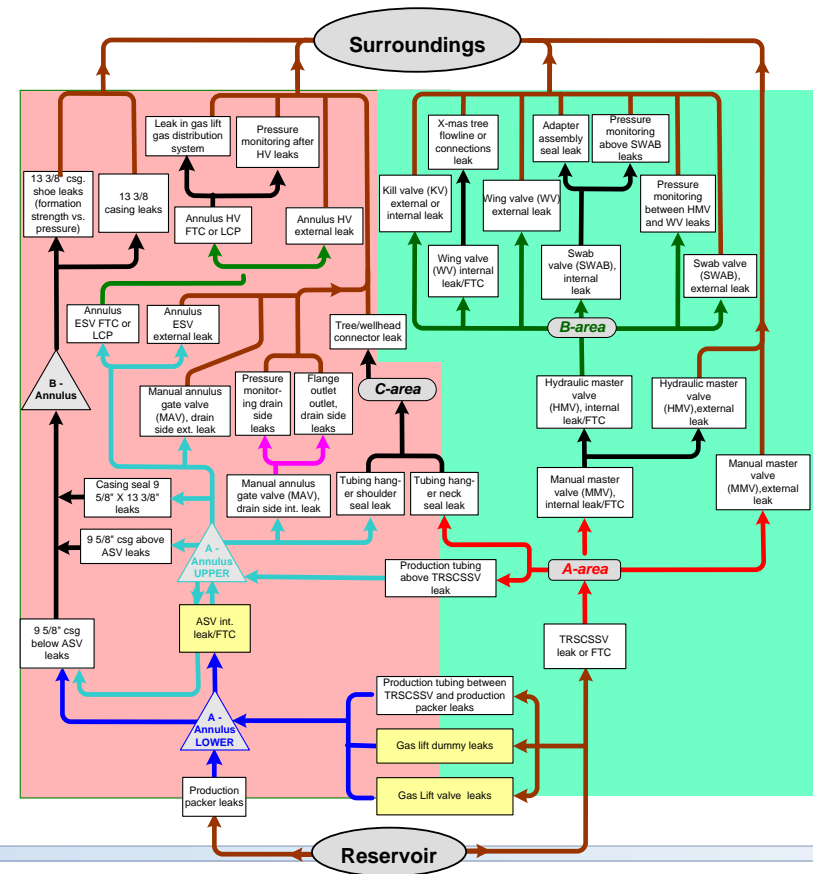 Surroundings
Leak in gas lift
gas distribution
system
Pressure
monitoring after
HV leaks
X-mas tree
flowline or
connections
leak
Adapter
assembly
seal leak
Pressure
monitoring
above SWAB
leaks
13 3/8" csg.
shoe leaks
(formation
strength vs.
pressure)
13 3/8
casing leaks
Annulus HV
FTC or LCP
Annulus HV
external leak
Kill valve (KV)
external or
internal leak
Wing valve (WV)
external leak
Pressure
monitoring
between HMV
and WV leaks
Wing valve
(WV) internal
leak/FTC
Swab
valve (SWAB),
internal
leak
Swab valve
(SWAB),
external leak
Annulus
ESV FTC or
LCP
Annulus
ESV
external leak
Tree/wellhead
connector leak
B-area
B -
Annulus
Manual annulus
gate valve
(MAV), drain
side ext. leak
Pressure
monitor-
ing drain
side
leaks
Flange
outlet
outlet,
drain side
leaks
C-area
Hydraulic master
valve
(HMV), internal
leak/FTC
Hydraulic master
valve
(HMV),external
leak
Casing seal 9
5/8" X 13 3/8"
leaks
Manual annulus
gate valve (MAV),
drain side int. leak
Tubing hang-
er shoulder
seal leak
Tubing hang-
er neck
seal leak
Manual master
valve (MMV),
internal leak/FTC
Manual master
valve
(MMV),external
leak
9 5/8" csg above
ASV leaks
A -
Annulus
UPPER
Production tubing
above TRSCSSV
leak
A-area
9 5/8" csg
below ASV
leaks
ASV int.
leak/FTC
TRSCSSV
leak or FTC
A -
Annulus
LOWER
Production tubing between
TRSCSSV and production
packer leaks
Gas lift dummy leaks
Gas Lift valve leaks
Production
packer leaks
Reservoir